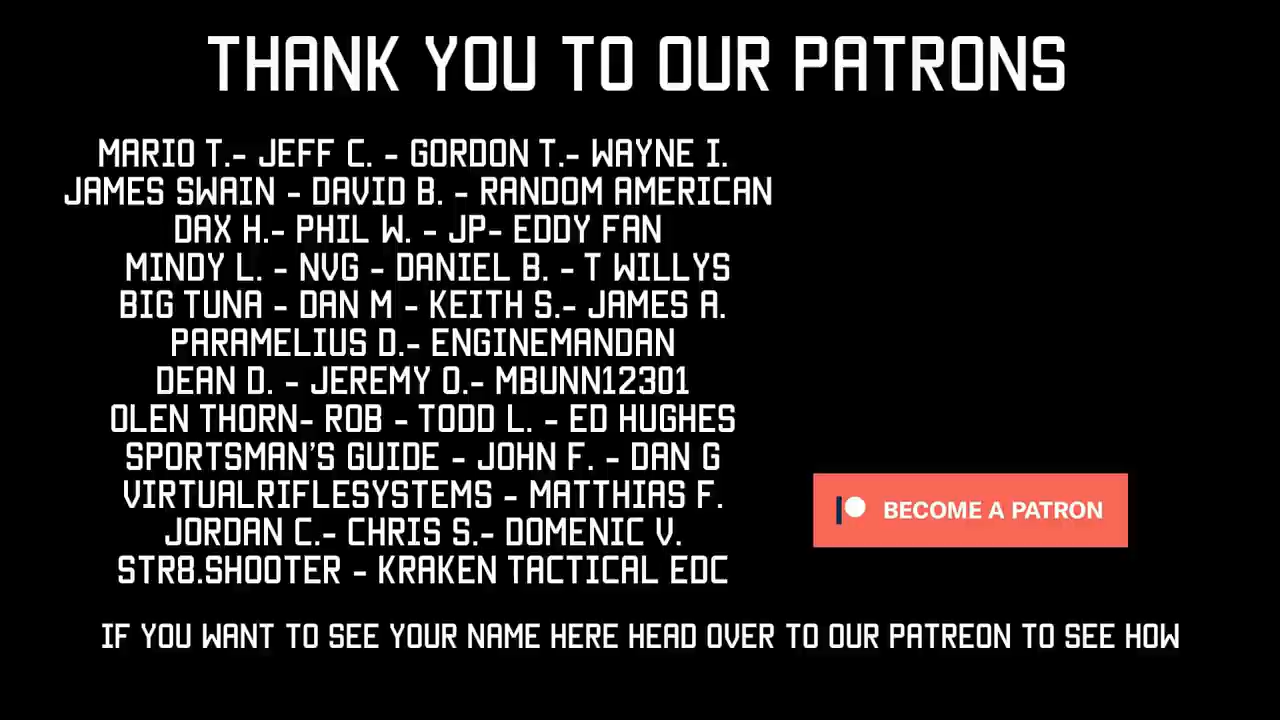 THANK YOU TO OUR PATRONS
MARIO T.- JEFF C. - GORDON T.- WAYNE I.
JAMES SWAIN - DAVID B. - RANDOM AMERICAN
DAX H.- PHIL W. - JP- EDDY FAN
MINDY L. - NVG - DANIEL B. - T WILLYS
BIG TUNA - DAN M - KEITH S.- JAMES A.
PARAMELIUS D.- ENGINEMANDAN
DEAN D. - JEREMY O.- MBUNN12301
OLEN THORN- ROB - TODD L. - ED HUGHES
SPORTSMAN'S GUIDE - JOHN F. - DAN G
VIRTUALRIFLESYSTEMS - MATTHIAS F.
JORDAN C.- CHRIS S.- DOMENIC V.
STR8.SHOOTER - KRAKEN TACTICAL EDC
BECOME A PATRON
IF YOU WANT TO SEE YOUR NAME HERE HEAD OVER TO OUR PATREON TO SEE HOW